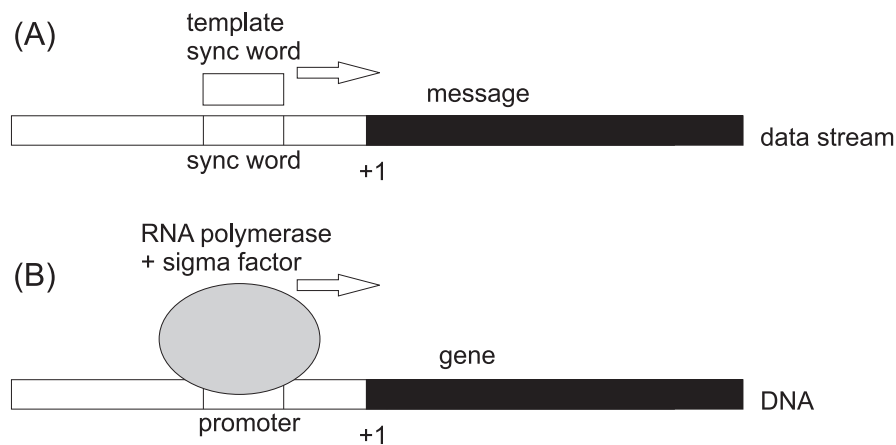 (A)
template
sync word
message
data stream
sync word
+1
RNA polymerase
+ sigma factor
(B)
gene
DNA
promoter
+1